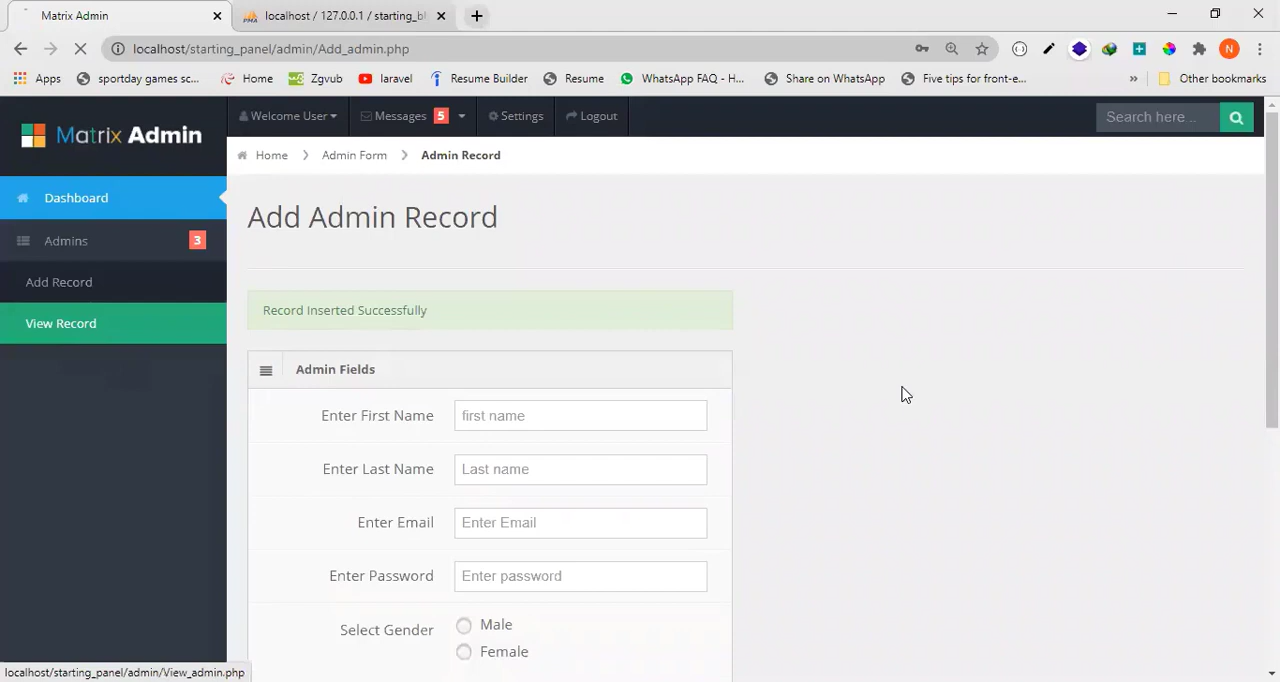 Matrix Admin
localhost / 127.0.0.1 / starting_bl
localhost/starting_panel/admin/Add_admin.php
N
Apps
sportday games sc...
Home
Zgvub
laravel
Resume Builder
Resume
WhatsApp FAQ - H...
Share on WhatsApp
Five tips for front-e...
»
Other bookmarks
Matrix Admin
Welcome User
Messages 5
Settings
Logout
Search here ..
Home > Admin Form > Admin Record
Dashboard
Admins 3
Add Record
View Record
Add Admin Record
Record Inserted Successfully
Admin Fields
Enter First Name first name
Enter Last Name Last name
Enter Email Enter Email
Enter Password Enter password
Select Gender Male
Female
localhost/starting_panel/admin/View_admin.php